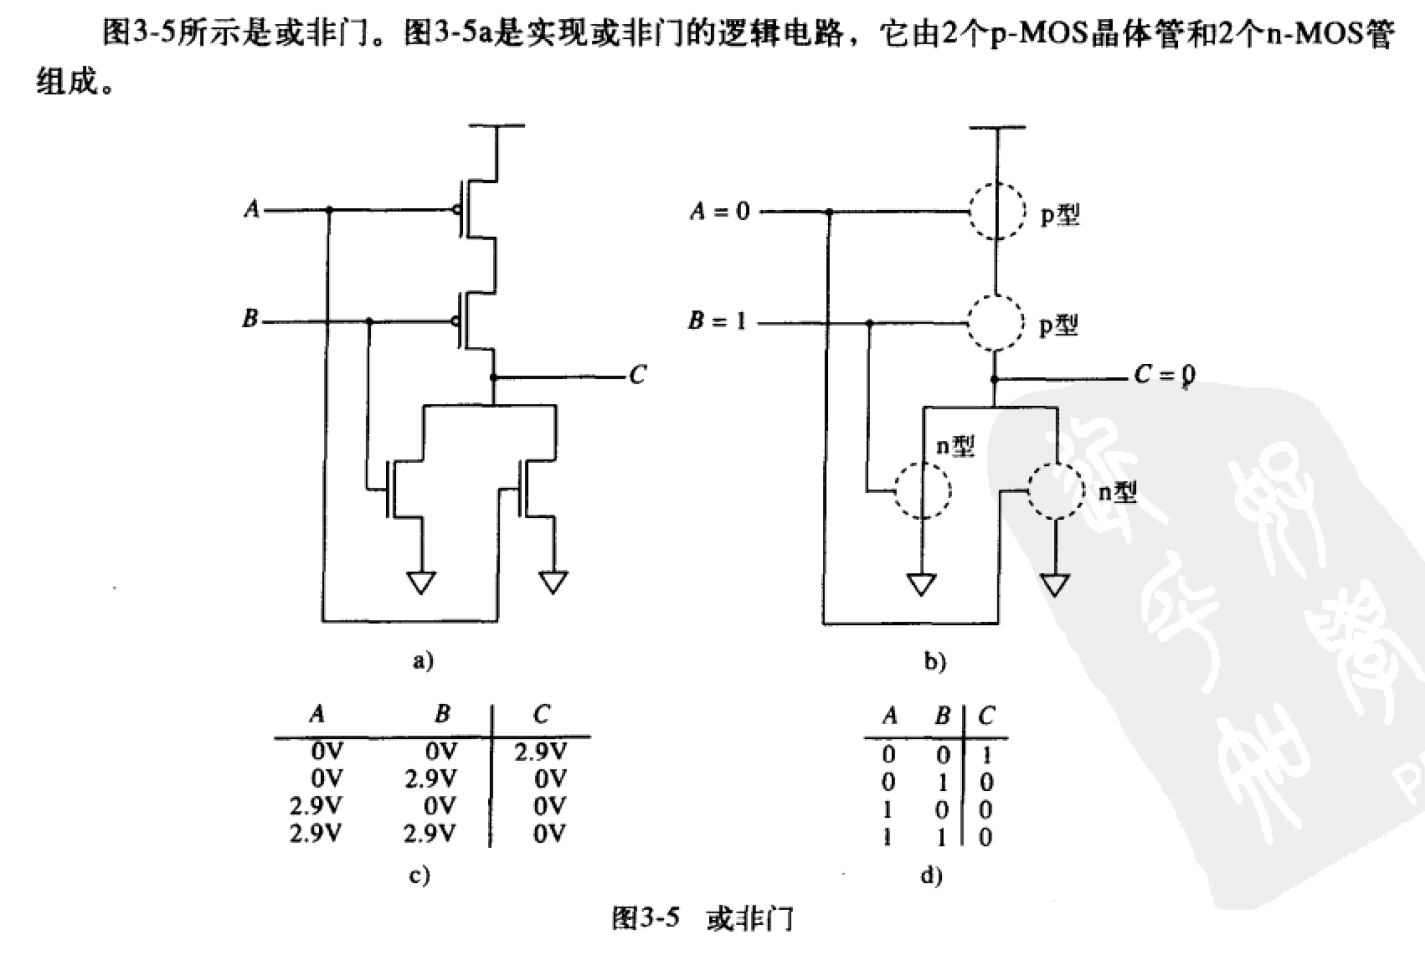 图3-5所示是或非门。图3-5a是实现或非门的逻辑电路，它由2个p-MOS晶体管和2个n-MOS管
组成。
A
B
C
a)
A = 0
p型
B = 1
p型
C = 0
n型
n型
b)
A B C
0V 0V 2.9V
0V 2.9V 0V
2.9V 0V 0V
2.9V 2.9V 0V
c)
A B C
0 0 1
0 1 0
1 0 0
1 1 0
d)
图3-5 或非门